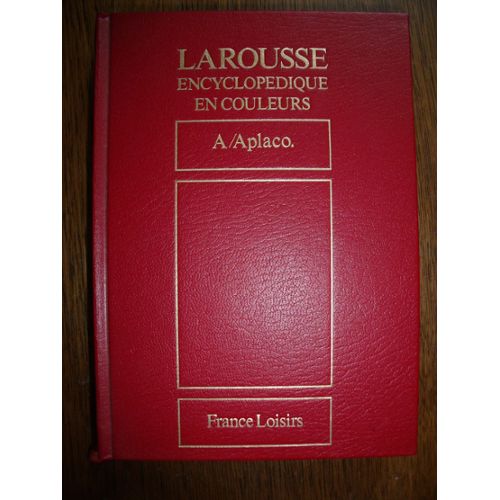 LAROUSSE
ENCYCLOPEDIQUE
EN COULEURS
A/Aplaco.
France Loisirs